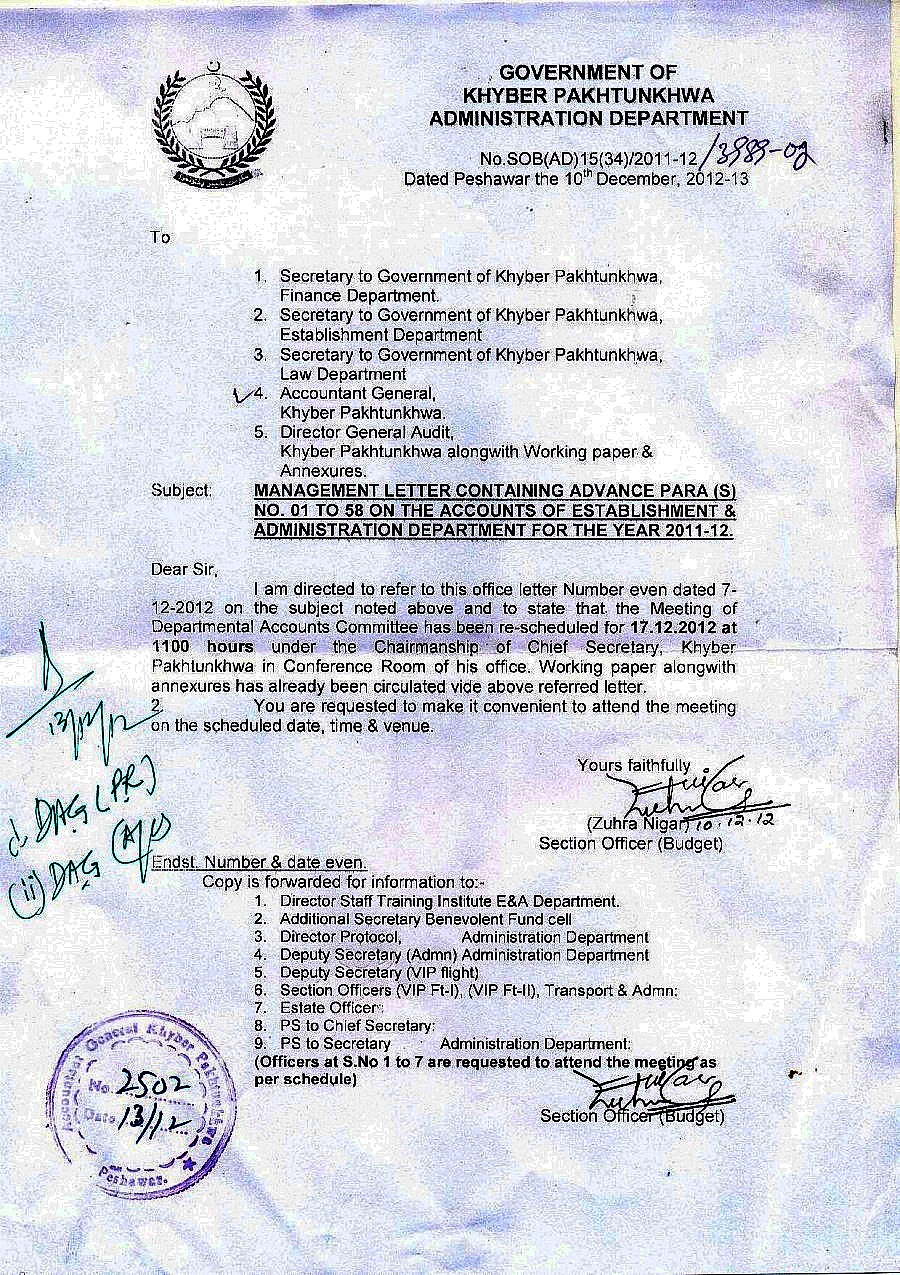 GOVERNMENT OF
KHYBER PAKHTUNKHWA
ADMINISTRATION DEPARTMENT
No.SOB(AD)15(34)/2011-12/3989-02
Dated Peshawar the 10th December, 2012-13
To
1. Secretary to Government of Khyber Pakhtunkhwa,
Finance Department.
2. Secretary to Government of Khyber Pakhtunkhwa,
Establishment Department
3. Secretary to Government of Khyber Pakhtunkhwa,
Law Department
4. Accountant General,
Khyber Pakhtunkhwa.
5. Director General Audit,
Khyber Pakhtunkhwa alongwith Working paper &
Annexures.
Subject: MANAGEMENT LETTER CONTAINING ADVANCE PARA (S)
NO. 01 TO 58 ON THE ACCOUNTS OF ESTABLISHMENT &
ADMINISTRATION DEPARTMENT FOR THE YEAR 2011-12.
Dear Sir,
I am directed to refer to this office letter Number even dated 7-
12-2012 on the subject noted above and to state that the Meeting of
Departmental Accounts Committee has been re-scheduled for 17.12.2012 at
1100 hours under the Chairmanship of Chief Secretary, Khyber
Pakhtunkhwa in Conference Room of his office. Working paper alongwith
annexures has already been circulated vide above referred letter.
2. You are requested to make it convenient to attend the meeting
on the scheduled date, time & venue.
13/12/12
i. DAG (PR)
(ii) DAG
Yours faithfully
(Zuhra Nigar) 10.12.12
Section Officer (Budget)
Endst. Number & date even.
Copy is forwarded for information to:-
1. Director Staff Training Institute E&A Department.
2. Additional Secretary Benevolent Fund cell
3. Director Protocol, Administration Department
4. Deputy Secretary (Admn) Administration Department
5. Deputy Secretary (VIP flight)
6. Section Officers (VIP Ft-I), (VIP Ft-II), Transport & Admn:
7. Estate Officer:
8. PS to Chief Secretary:
9. PS to Secretary Administration Department:
(Officers at S.No 1 to 7 are requested to attend the meeting as
per schedule)
Section Officer (Budget)
Accountant General Khyber Pakhtunkhwa
No. 2502
Date 13/12
Peshawar.